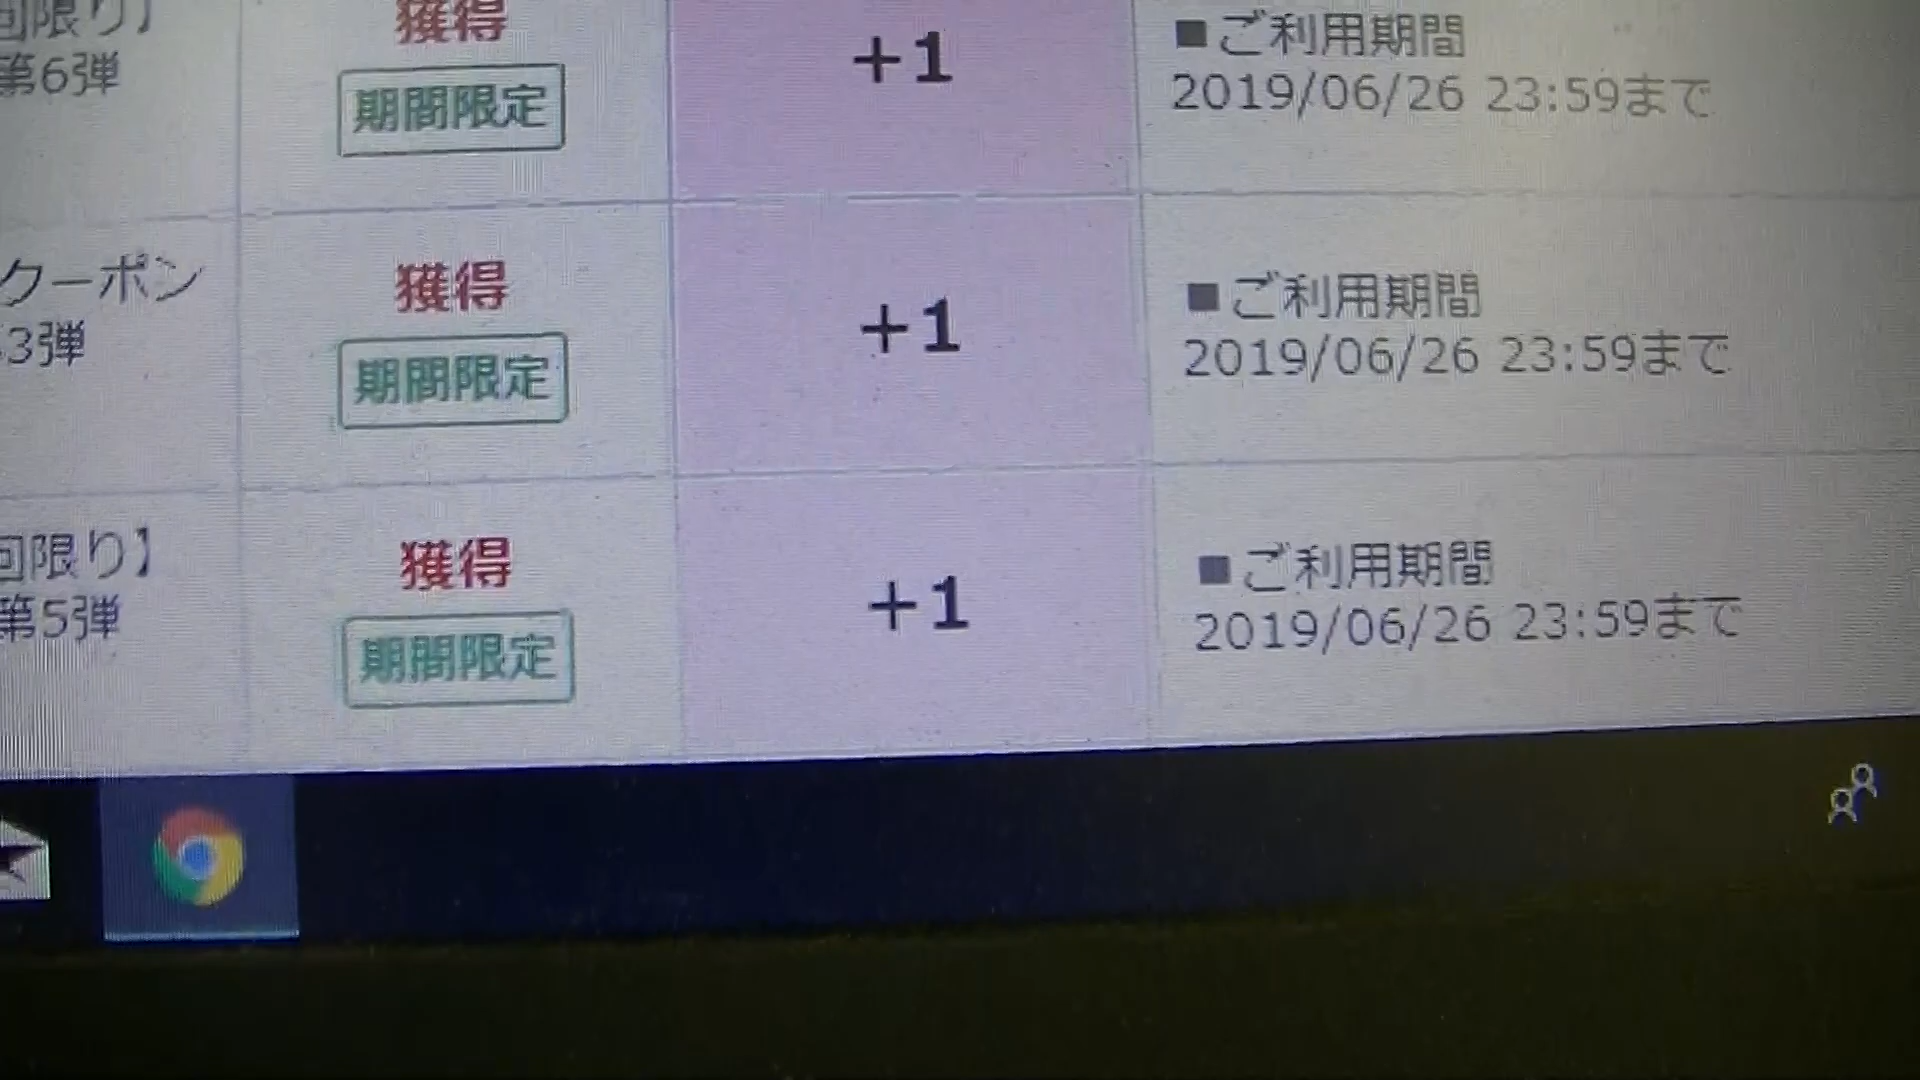 回限り】
第6弾
獲得
期間限定
+1
■ご利用期間
2019/06/26 23:59まで
クーポン
3弾
獲得
期間限定
+1
■ご利用期間
2019/06/26 23:59まで
回限り】
第5弾
獲得
期間限定
+1
■ご利用期間
2019/06/26 23:59まで